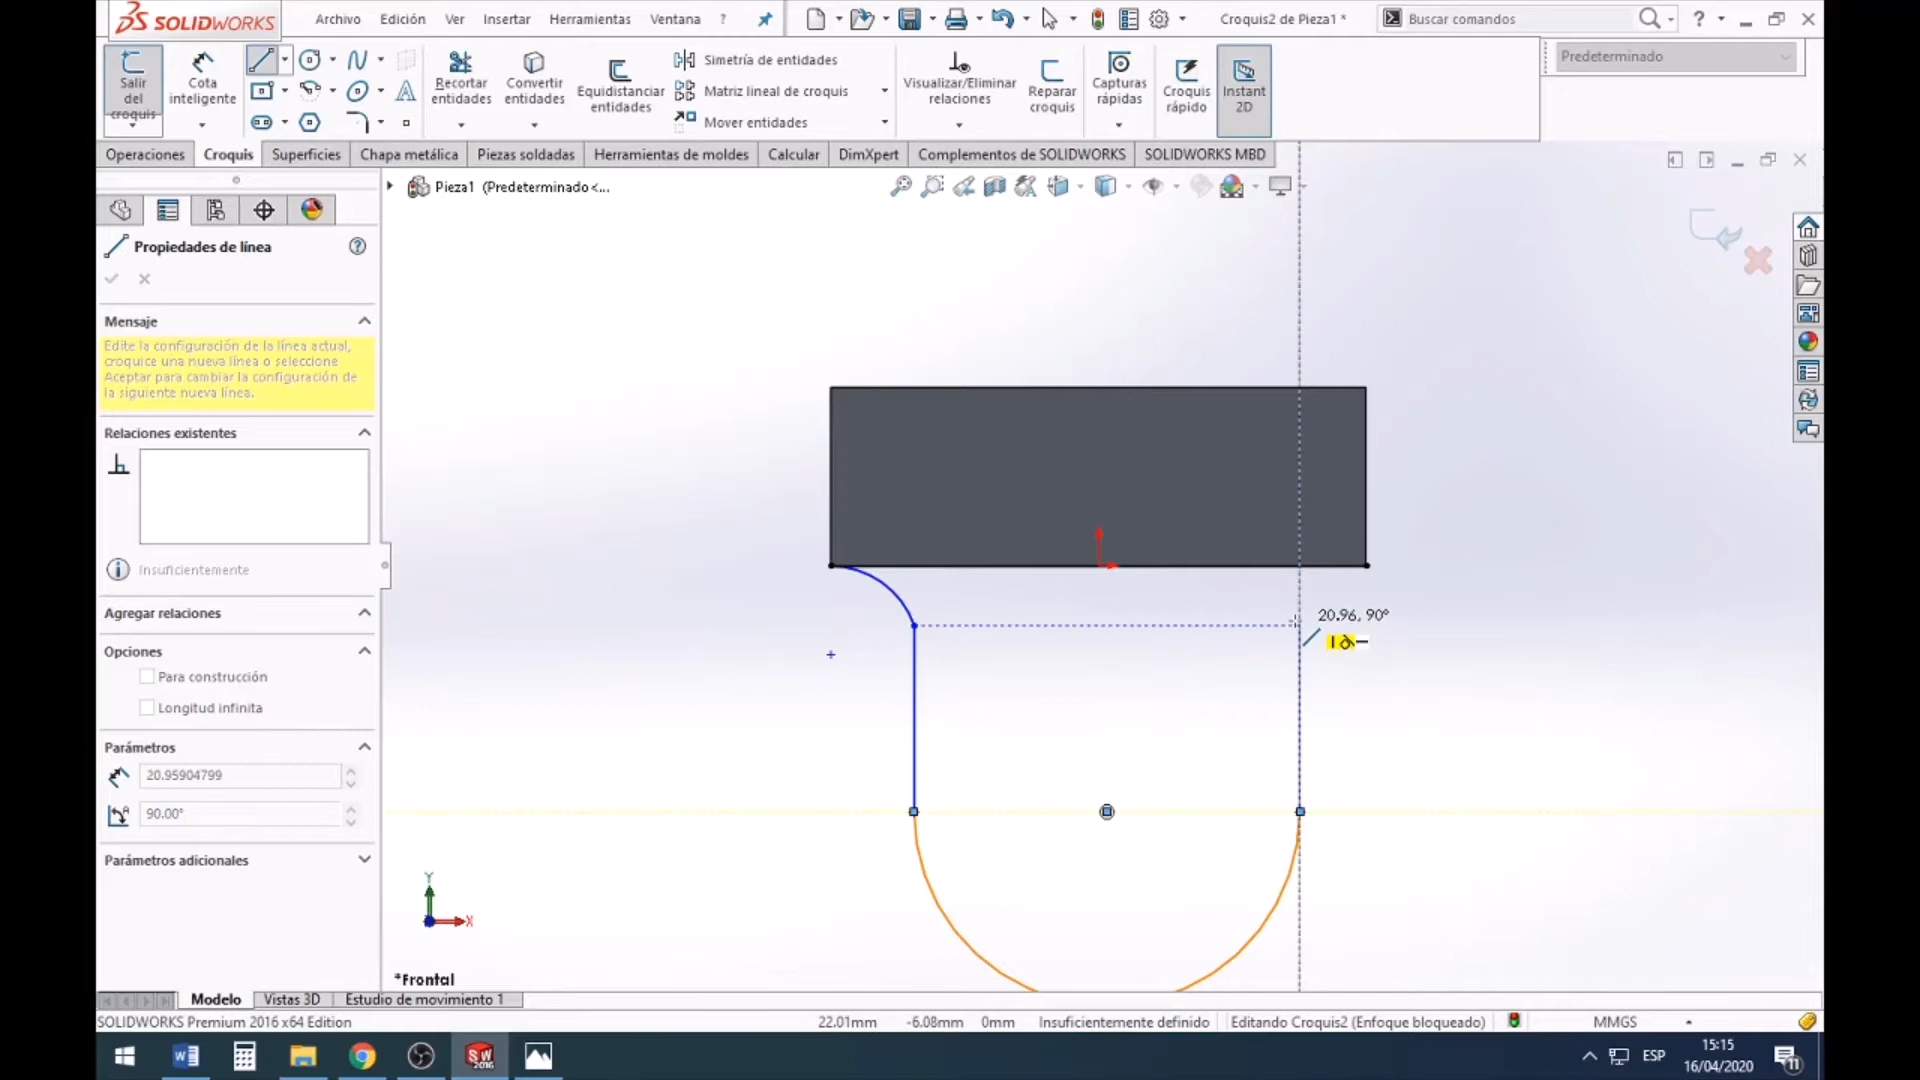 SOLIDWORKS
Archivo Edición Ver Insertar Herramientas Ventana ?
Croquis2 de Pieza1 *
Buscar comandos
?
Salir del croquis
Cota inteligente
Recortar entidades
Convertir entidades
Equidistanciar entidades
Simetría de entidades
Matriz lineal de croquis
Mover entidades
Visualizar/Eliminar relaciones
Reparar croquis
Capturas rápidas
Croquis rápido
Instant 2D
Predeterminado
Operaciones Croquis Superficies Chapa metálica Piezas soldadas Herramientas de moldes Calcular DimXpert Complementos de SOLIDWORKS SOLIDWORKS MBD
Pieza1 (Predeterminado<...
Propiedades de línea
Mensaje
Edite la configuración de la línea actual,
croquice una nueva línea o seleccione
Aceptar para cambiar la configuración de
la siguiente nueva línea.
Relaciones existentes
Insuficientemente
Agregar relaciones
Opciones
Para construcción
Longitud infinita
Parámetros
20.95904799
90.00°
Parámetros adicionales
20.96, 90°
Y
X
*Frontal
Modelo Vistas 3D Estudio de movimiento 1
SOLIDWORKS Premium 2016 x64 Edition
22.01mm -6.08mm 0mm Insuficientemente definido Editando Croquis2 (Enfoque bloqueado) MMGS
ESP
15:15
16/04/2020
11